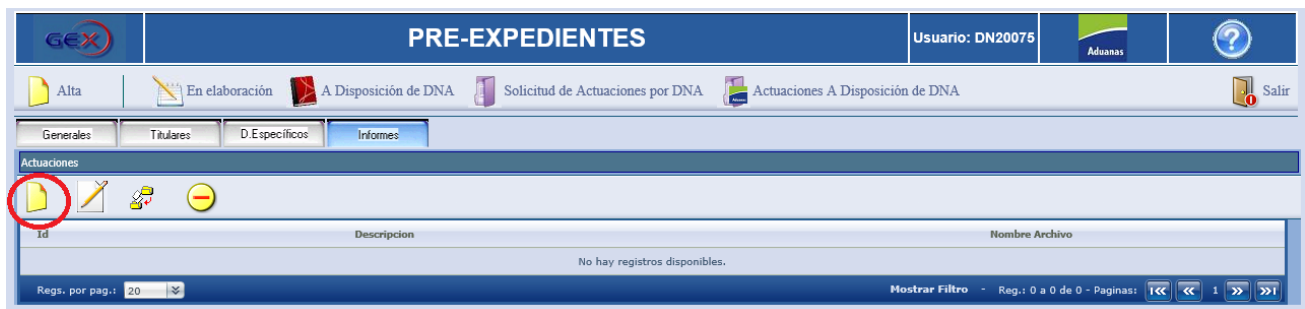 GEX PRE-EXPEDIENTES Usuario: DN20075 Aduanas ?
Alta En elaboración A Disposición de DNA Solicitud de Actuaciones por DNA Actuaciones A Disposición de DNA Salir
Generales Titulares D.Específicos Informes
Actuaciones
Id Descripcion Nombre Archivo
No hay registros disponibles.
Regs. por pag.: 20 Mostrar Filtro - Reg.: 0 a 0 de 0 - Paginas: 1